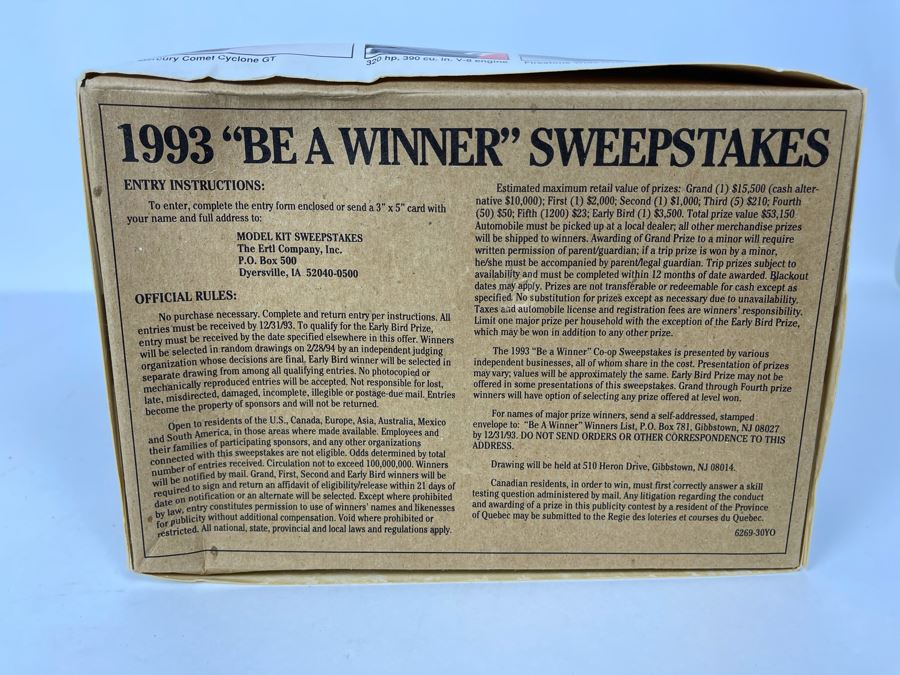 Mercury Comet Cyclone GT
320 hp, 390 cu. in. V-8 engine
1993 “BE A WINNER” SWEEPSTAKES
ENTRY INSTRUCTIONS:
To enter, complete the entry form enclosed or send a 3" x 5" card with
your name and full address to:
MODEL KIT SWEEPSTAKES
The Ertl Company, Inc.
P.O. Box 500
Dyersville, IA 52040-0500
OFFICIAL RULES:
No purchase necessary. Complete and return entry per instructions. All
entries must be received by 12/31/93. To qualify for the Early Bird Prize,
entry must be received by the date specified elsewhere in this offer. Winners
will be selected in random drawings on 2/28/94 by an independent judging
organization whose decisions are final. Early Bird winner will be selected in
separate drawing from among all qualifying entries. No photocopied or
mechanically reproduced entries will be accepted. Not responsible for lost,
late, misdirected, damaged, incomplete, illegible or postage-due mail. Entries
become the property of sponsors and will not be returned.
Open to residents of the U.S., Canada, Europe, Asia, Australia, Mexico
and South America, in those areas where made available. Employees and
their families of participating sponsors, and any other organizations
connected with this sweepstakes are not eligible. Odds determined by total
number of entries received. Circulation not to exceed 100,000,000. Winners
will be notified by mail. Grand, First, Second and Early Bird winners will be
required to sign and return an affidavit of eligibility/release within 21 days of
date on notification or an alternate will be selected. Except where prohibited
by law, entry constitutes permission to use of winners' names and likenesses
for publicity without additional compensation. Void where prohibited or
restricted. All national, state, provincial and local laws and regulations apply.
Estimated maximum retail value of prizes: Grand (1) $15,500 (cash alter-
native $10,000); First (1) $2,000; Second (1) $1,000; Third (5) $210; Fourth
(50) $50; Fifth (1200) $23; Early Bird (1) $3,500. Total prize value $53,150
Automobile must be picked up at a local dealer; all other merchandise prizes
will be shipped to winners. Awarding of Grand Prize to a minor will require
written permission of parent/guardian; if a trip prize is won by a minor,
he/she must be accompanied by parent/legal guardian. Trip prizes subject to
availability and must be completed within 12 months of date awarded. Blackout
dates may apply. Prizes are not transferable or redeemable for cash except as
specified. No substitution for prizes except as necessary due to unavailability.
Taxes and automobile license and registration fees are winners' responsibility.
Limit one major prize per household with the exception of the Early Bird Prize,
which may be won in addition to any other prize.
The 1993 “Be a Winner” Co-op Sweepstakes is presented by various
independent businesses, all of whom share in the cost. Presentation of prizes
may vary; values will be approximately the same. Early Bird Prize may not be
offered in some presentations of this sweepstakes. Grand through Fourth prize
winners will have option of selecting any prize offered at level won.
For names of major prize winners, send a self-addressed, stamped
envelope to: “Be A Winner” Winners List, P.O. Box 781, Gibbstown, NJ 08027
by 12/31/93. DO NOT SEND ORDERS OR OTHER CORRESPONDENCE TO THIS
ADDRESS.
Drawing will be held at 510 Heron Drive, Gibbstown, NJ 08014.
Canadian residents, in order to win, must first correctly answer a skill
testing question administered by mail. Any litigation regarding the conduct
and awarding of a prize in this publicity contest by a resident of the Province
of Quebec may be submitted to the Regie des loteries et courses du Quebec.
6269-30YO